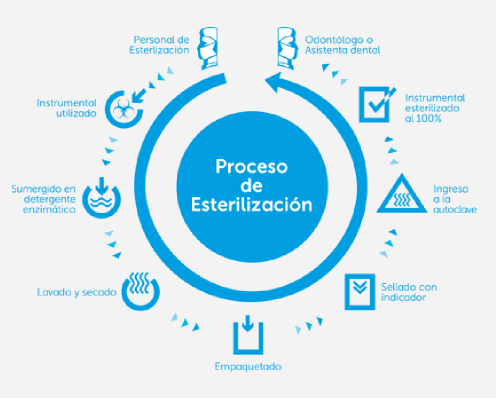 Proceso
de
Esterilización
Personal de
Esterlización
Instrumental
utilizado
Sumergido en
detergente
enzimático
Lavado y secado
Empaquetado
Sellado con
indicador
Ingreso
a la
autoclave
Instrumental
esterilizado
al 100%
Odontólogo o
Asistenta dental